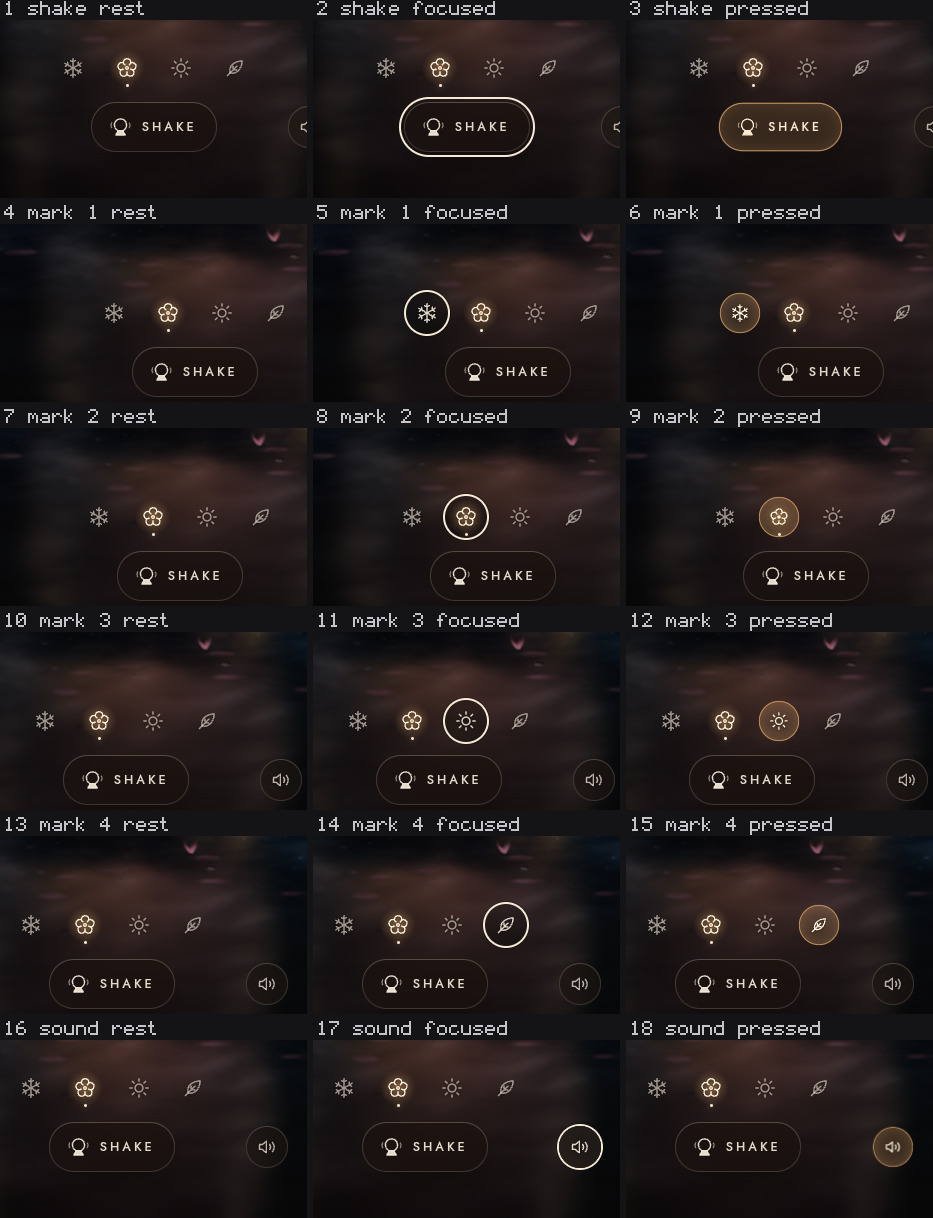 1 shake rest
2 shake focused
3 shake pressed
SHAKE
SHAKE
SHAKE
4 mark 1 rest
5 mark 1 focused
6 mark 1 pressed
SHAKE
SHAKE
SHAKE
7 mark 2 rest
8 mark 2 focused
9 mark 2 pressed
SHAKE
SHAKE
SHAKE
10 mark 3 rest
11 mark 3 focused
12 mark 3 pressed
SHAKE
SHAKE
SHAKE
13 mark 4 rest
14 mark 4 focused
15 mark 4 pressed
SHAKE
SHAKE
SHAKE
16 sound rest
17 sound focused
18 sound pressed
SHAKE
SHAKE
SHAKE